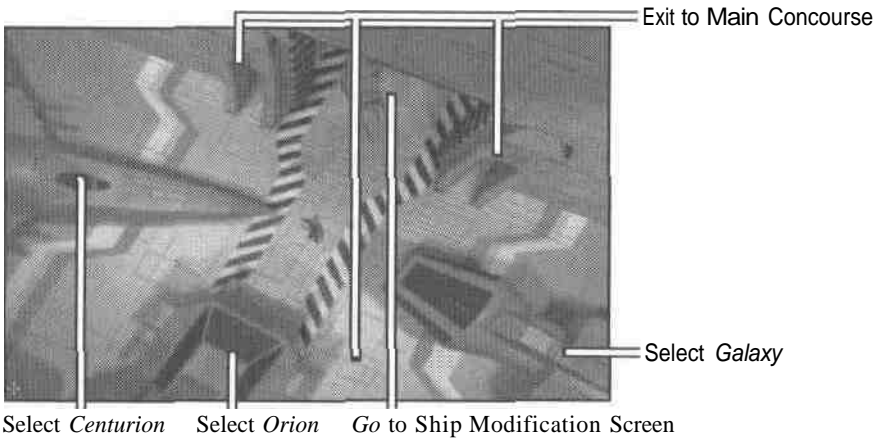 Exit to Main Concourse
Select Galaxy
Select Centurion Select Orion Go to Ship Modification Screen